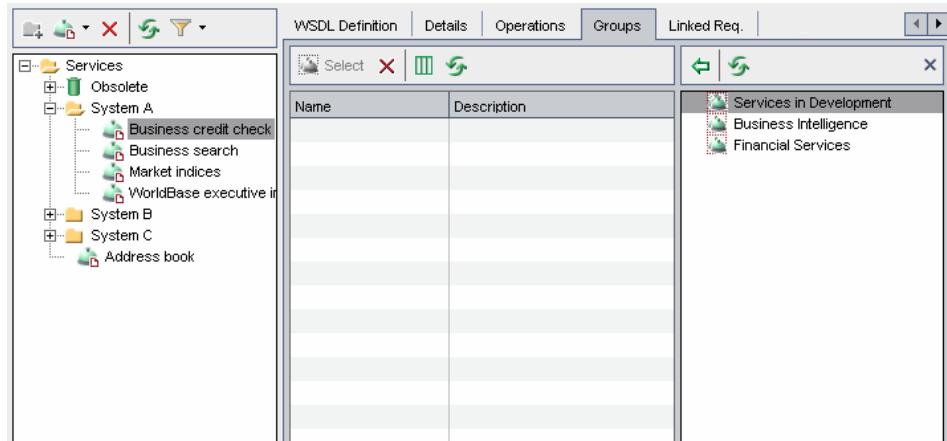 WSDL Definition Details Operations Groups Linked Req.
Services
Obsolete
System A
Business credit check
Business search
Market indices
WorldBase executive
System B
System C
Address book
Select
Name Description
Services in Development
Business Intelligence
Financial Services